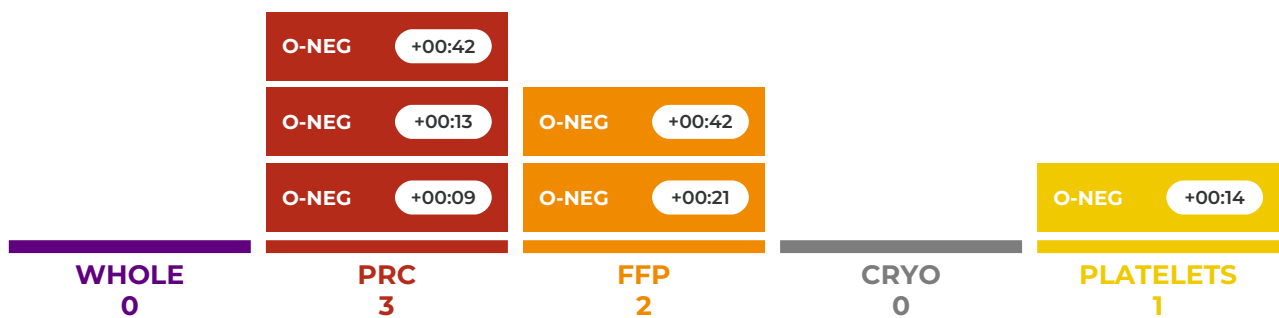 O-NEG +00:42
O-NEG +00:13
O-NEG +00:42
O-NEG +00:09
O-NEG +00:21
O-NEG +00:14
WHOLE
0
PRC
3
FFP
2
CRYO
0
PLATELETS
1